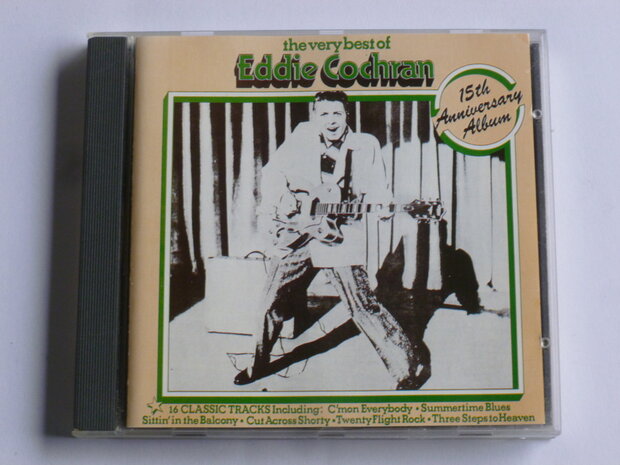 the very best of
Eddie Cochran
15th
Anniversary
Album
16 CLASSIC TRACKS Including: C'mon Everybody • Summertime Blues
Sittin' in the Balcony • Cut Across Shorty • Twenty Flight Rock • Three Steps to Heaven